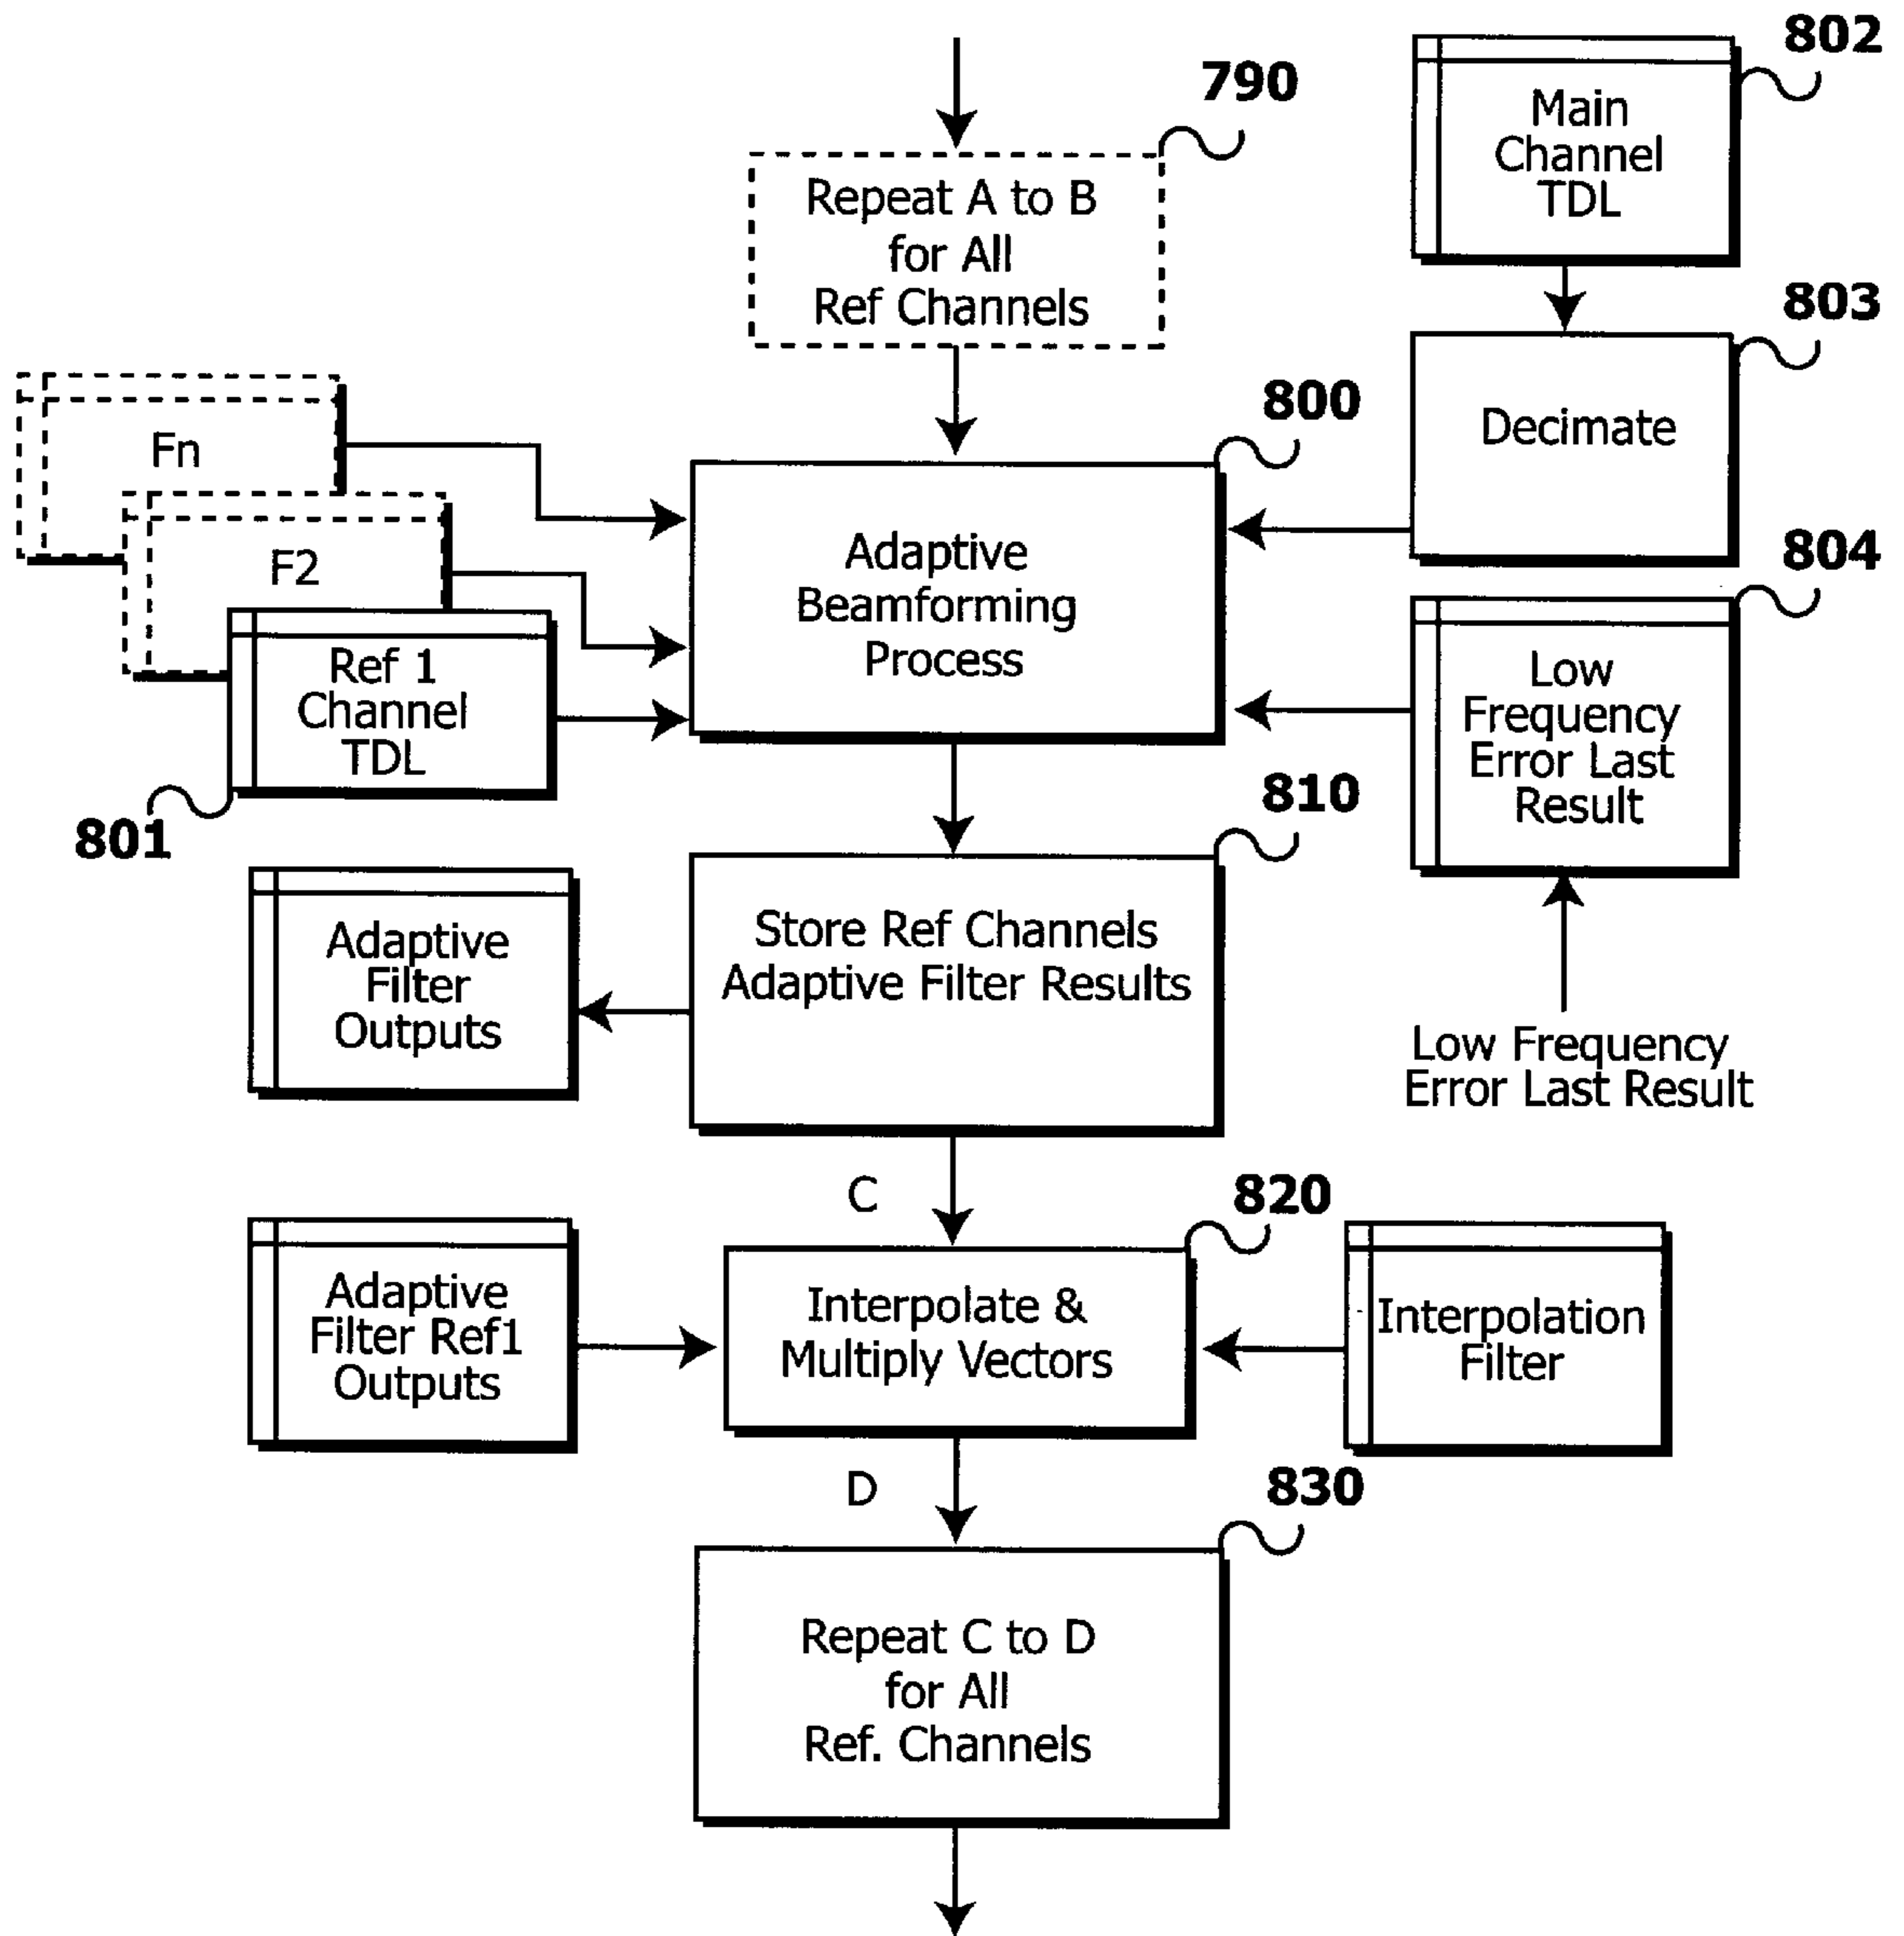 802
Main
Channel
TDL
790
Repeat A to B
for All
Ref Channels
803
Decimate
800
Adaptive
Beamforming
Process
Fn
F2
Ref 1
Channel
TDL
801
804
Low
Frequency
Error Last
Result
Low Frequency
Error Last Result
810
Store Ref Channels
Adaptive Filter Results
Adaptive
Filter
Outputs
C
820
Interpolate &
Multiply Vectors
Adaptive
Filter Ref1
Outputs
Interpolation
Filter
D
830
Repeat C to D
for All
Ref. Channels